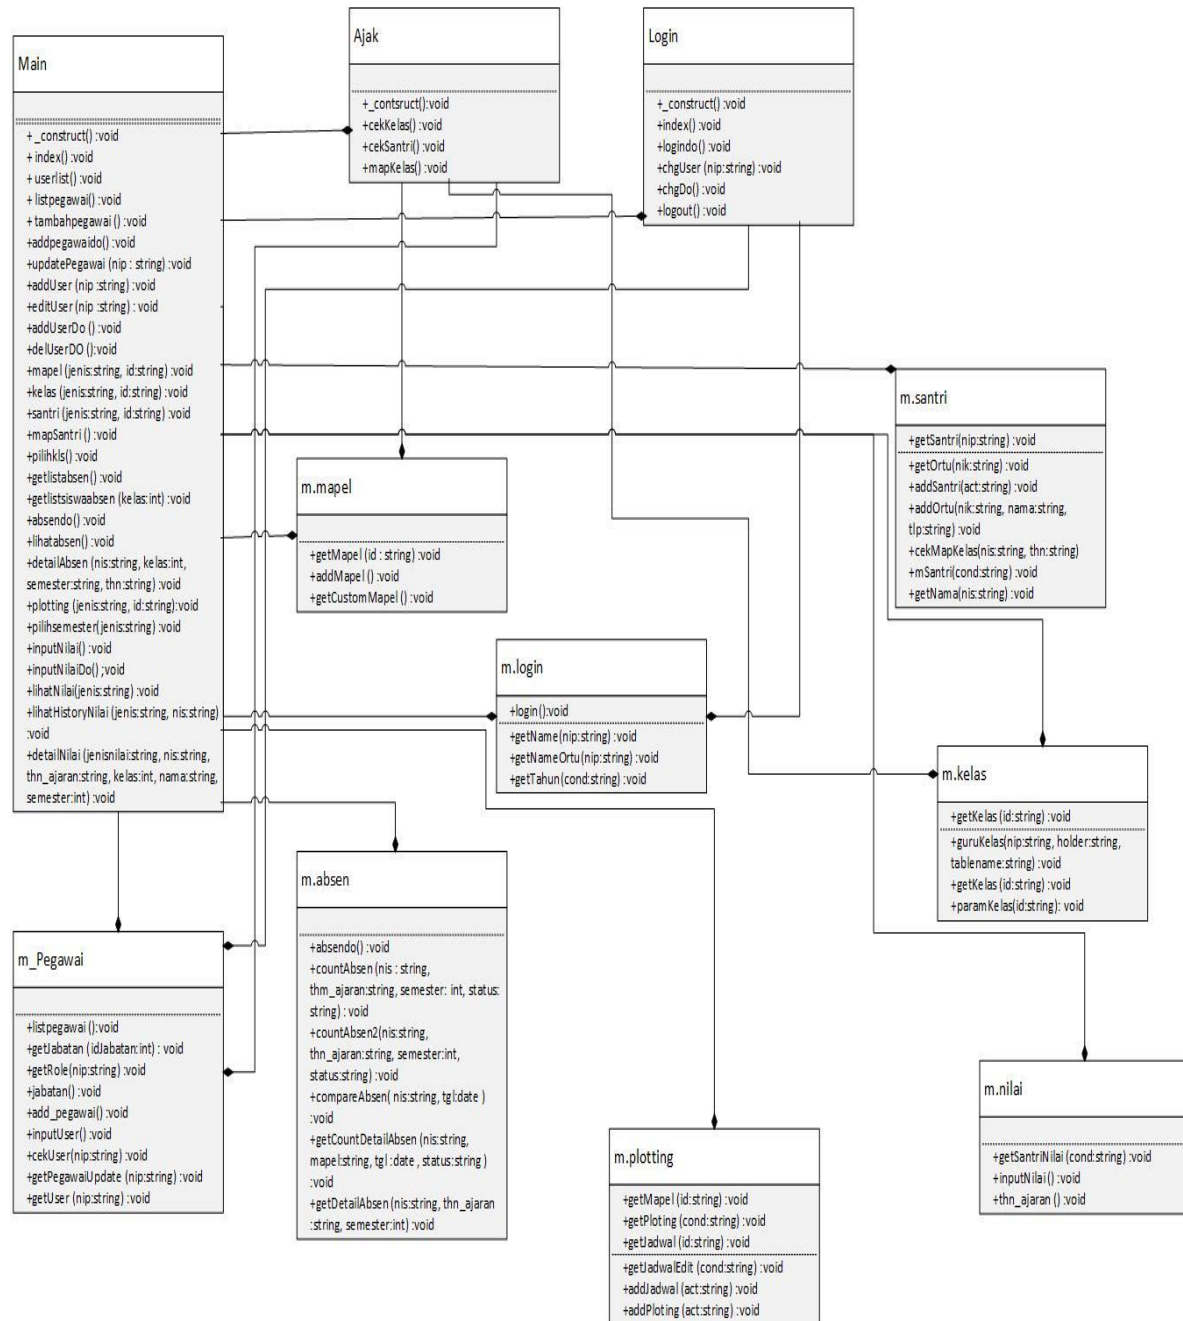 Main
+ _construct() :void
+ index() :void
+ userlist() :void
+ listpegawai() :void
+ tambahpegawai () :void
+addpegawaido() :void
+updatePegawai (nip : string) :void
+addUser (nip :string) :void
+editUser (nip :string) : void
+addUserDo () :void
+delUserDO ():void
+mapel (jenis:string, id:string) :void
+kelas (jenis:string, id:string) :void
+santri (jenis:string, id:string) :void
+mapSantri () :void
+pilihkls() :void
+getlistabsen() :void
+getlistsiswaabsen (kelas:int) :void
+absendo() :void
+lihatabsen() :void
+detailAbsen (nis:string, kelas:int,
semester:string, thn:string) :void
+plotting (jenis:string, id:string):void
+pilihsemester(jenis:string) :void
+inputNilai() :void
+inputNilaiDo() ;void
+lihatNilai(jenis:string) :void
+lihatHistoryNilai (jenis:string, nis:string)
:void
+detailNilai (jenisnilai:string, nis:string,
thn_ajaran:string, kelas:int, nama:string,
semester:int) :void
Ajak
+_contsruct():void
+cekKelas() :void
+cekSantri() :void
+mapKelas() :void
Login
+_construct() :void
+index() :void
+logindo() :void
+chgUser (nip:string) :void
+chgDo() :void
+logout() :void
m.santri
+getSantri(nip:string) :void
+getOrtu(nik:string) :void
+addSantri(act:string) :void
+addOrtu(nik:string, nama:string,
tlp:string) :void
+cekMapKelas(nis:string, thn:string)
+mSantri(cond:string) :void
+getNama(nis:string) :void
m.mapel
+getMapel (id : string) :void
+addMapel () :void
+getCustomMapel () :void
m.login
+login():void
+getName(nip:string) :void
+getNameOrtu(nip:string) :void
+getTahun(cond:string) :void
m.kelas
+getKelas (id:string) :void
+guruKelas(nip:string, holder:string,
tablename:string) :void
+getKelas (id:string) :void
+paramKelas(id:string): void
m_Pegawai
+listpegawai ():void
+getJabatan (idJabatan:int) : void
+getRole(nip:string) :void
+jabatan() :void
+add_pegawai() :void
+inputUser() :void
+cekUser(nip:string) :void
+getPegawaiUpdate (nip:string) :void
+getUser (nip:string) :void
m.absen
+absendo() :void
+countAbsen (nis : string,
thm_ajaran:string, semester: int, status:
string) : void
+countAbsen2(nis:string,
thn_ajaran:string, semester:int,
status:string) :void
+compareAbsen( nis:string, tgl:date )
:void
+getCountDetailAbsen (nis:string,
mapel:string, tgl :date , status:string )
:void
+getDetailAbsen (nis:string, thn_ajaran
:string, semester:int) :void
m.plotting
+getMapel (id:string) :void
+getPloting (cond:string) :void
+getJadwal (id:string) :void
+getJadwalEdit (cond:string) :void
+addJadwal (act:string) :void
+addPloting (act:string) :void
m.nilai
+getSantriNilai (cond:string) :void
+inputNilai () :void
+thn_ajaran () :void